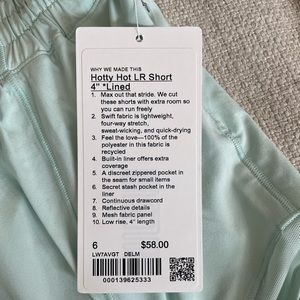 WHY WE MADE THIS
Hotty Hot LR Short
4" *Lined
1. Max out that stride. We cut
these shorts with extra room so
you can run freely
2. Swift fabric is lightweight,
four-way stretch,
sweat-wicking, and quick-drying
3. Feel the love—100% of the
polyester in this fabric is
recycled
4. Built-in liner offers extra
coverage
5. A discreet zippered pocket in
the seam for small items
6. Secret stash pocket in the
liner
7. Continuous drawcord
8. Reflective details
9. Mesh fabric panel
10. Low rise, 4" length
6 $58.00
LW7AVGT DELM
000139625333